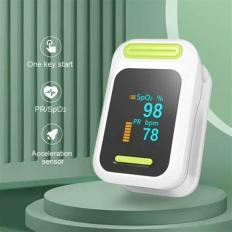 One key start
PR/SpO₂
Acceleration
sensor
SpO₂ %
98
PR bpm
78